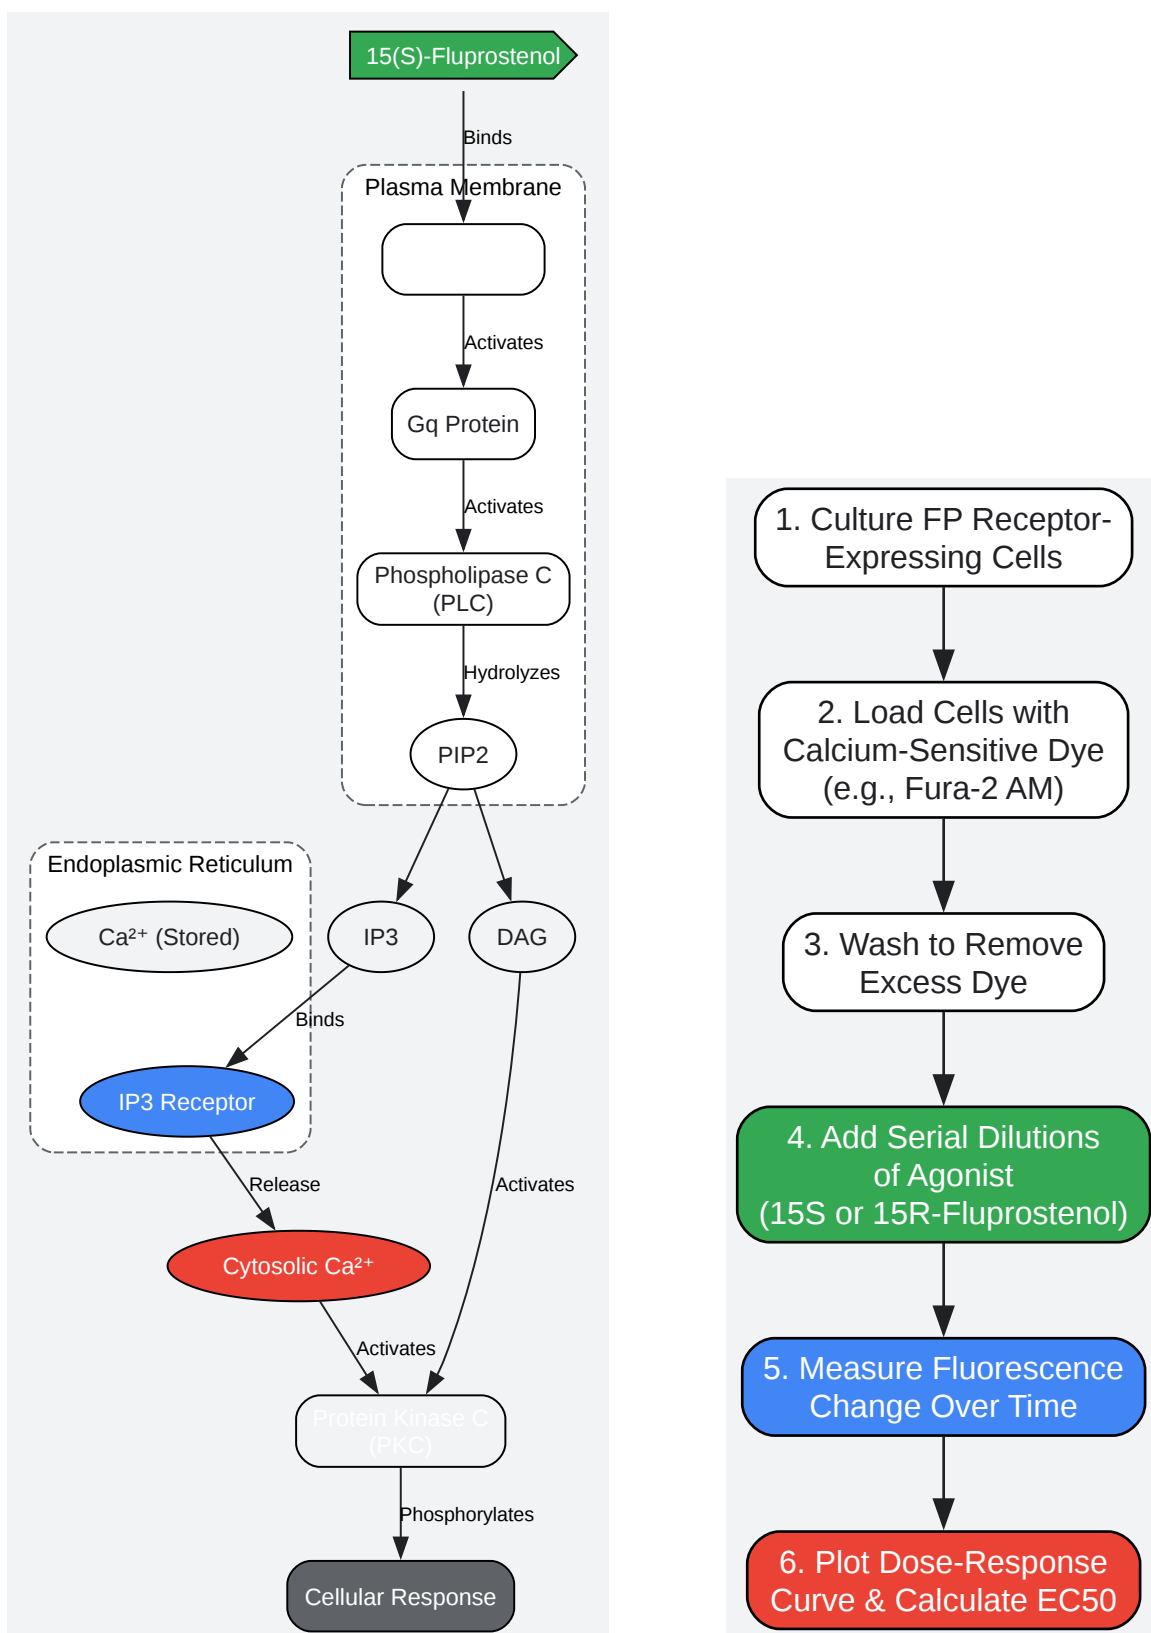 15(S)-Fluprostenol
Binds
Plasma Membrane
Activates
Gq Protein
Activates
Phospholipase C
(PLC)
Hydrolyzes
PIP2
Endoplasmic Reticulum
Ca²⁺ (Stored)
IP3
DAG
Binds
IP3 Receptor
Release
Activates
Cytosolic Ca²⁺
Activates
Protein Kinase C
(PKC)
Phosphorylates
Cellular Response
1. Culture FP Receptor-
Expressing Cells
2. Load Cells with
Calcium-Sensitive Dye
(e.g., Fura-2 AM)
3. Wash to Remove
Excess Dye
4. Add Serial Dilutions
of Agonist
(15S or 15R-Fluprostenol)
5. Measure Fluorescence
Change Over Time
6. Plot Dose-Response
Curve & Calculate EC50